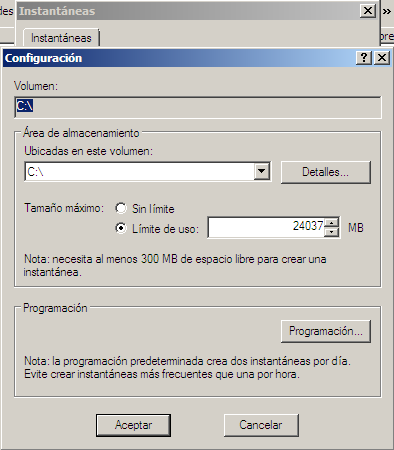 des
Instantáneas
»
Instantáneas
pre
Configuración
Volumen:
C:\
Área de almacenamiento
Ubicadas en este volumen:
C:\
Detalles...
Tamaño máximo:
Sin límite
Límite de uso:
24037
MB
Nota: necesita al menos 300 MB de espacio libre para crear una
instantánea.
Programación
Programación...
Nota: la programación predeterminada crea dos instantáneas por día.
Evite crear instantáneas más frecuentes que una por hora.
Aceptar
Cancelar